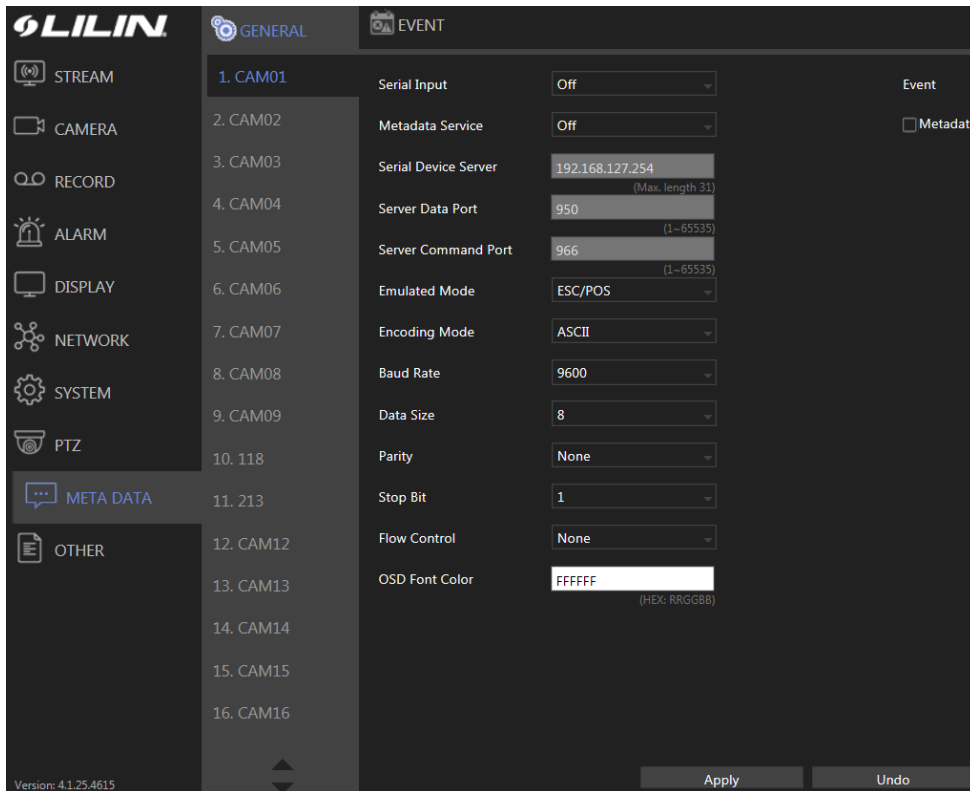 LILIN
STREAM
CAMERA
RECORD
ALARM
DISPLAY
NETWORK
SYSTEM
PTZ
META DATA
OTHER
Version: 4.1.25.4615
GENERAL
1. CAM01
2. CAM02
3. CAM03
4. CAM04
5. CAM05
6. CAM06
7. CAM07
8. CAM08
9. CAM09
10. 118
11. 213
12. CAM12
13. CAM13
14. CAM14
15. CAM15
16. CAM16
EVENT
Serial Input Off Event
Metadata Service Off Metadat
Serial Device Server 192.168.127.254
(Max. length 31)
Server Data Port 950
(1~65535)
Server Command Port 966
(1~65535)
Emulated Mode ESC/POS
Encoding Mode ASCII
Baud Rate 9600
Data Size 8
Parity None
Stop Bit 1
Flow Control None
OSD Font Color FFFFFF
(HEX: RRGGBB)
Apply Undo